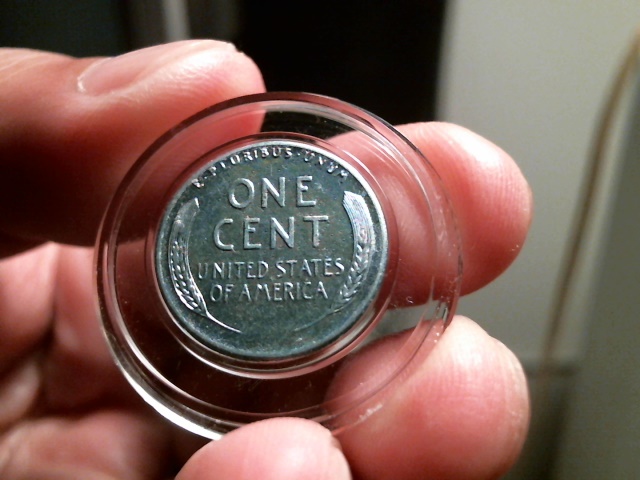 E·PLURIBUS·UNUM
ONE
CENT
UNITED STATES
OF AMERICA